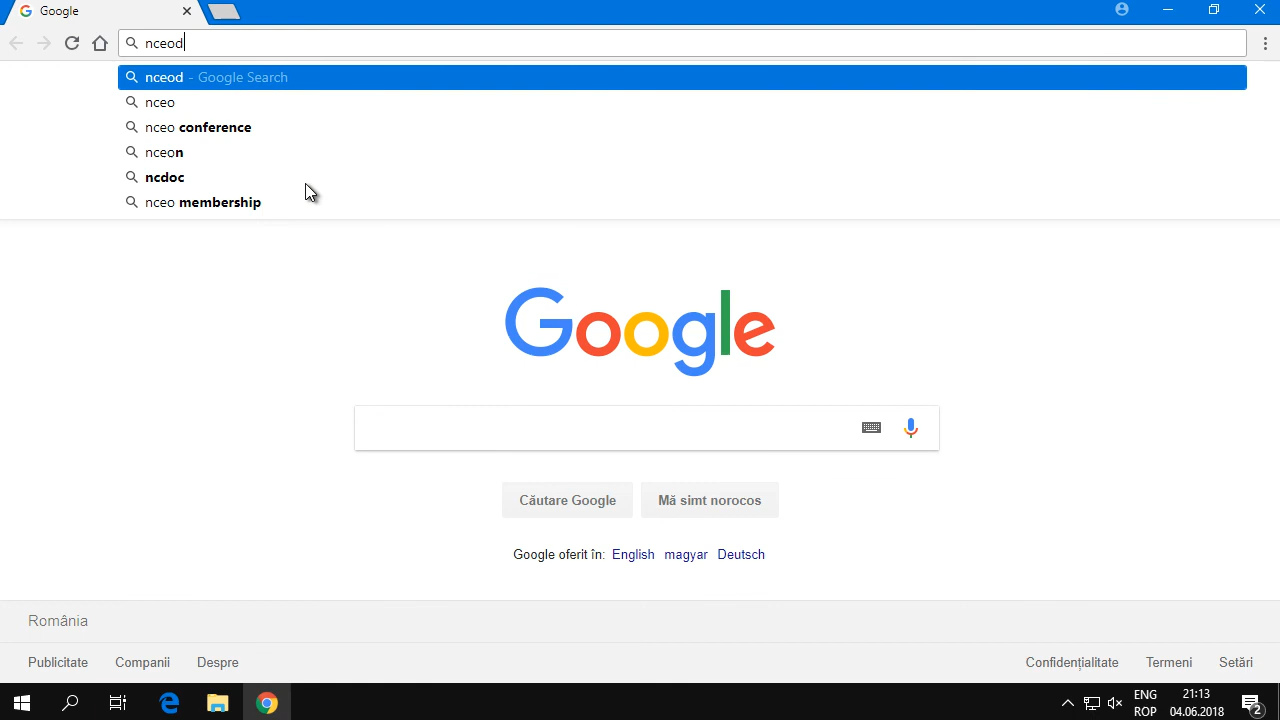 Google
nceod
nceod - Google Search
nceo
nceo conference
nceon
ncdoc
nceo membership
Google
Căutare Google
Mă simt norocos
Google oferit în: English magyar Deutsch
România
Publicitate Companii Despre
Confidențialitate Termeni Setări
ENG 21:13
ROP 04.06.2018 2